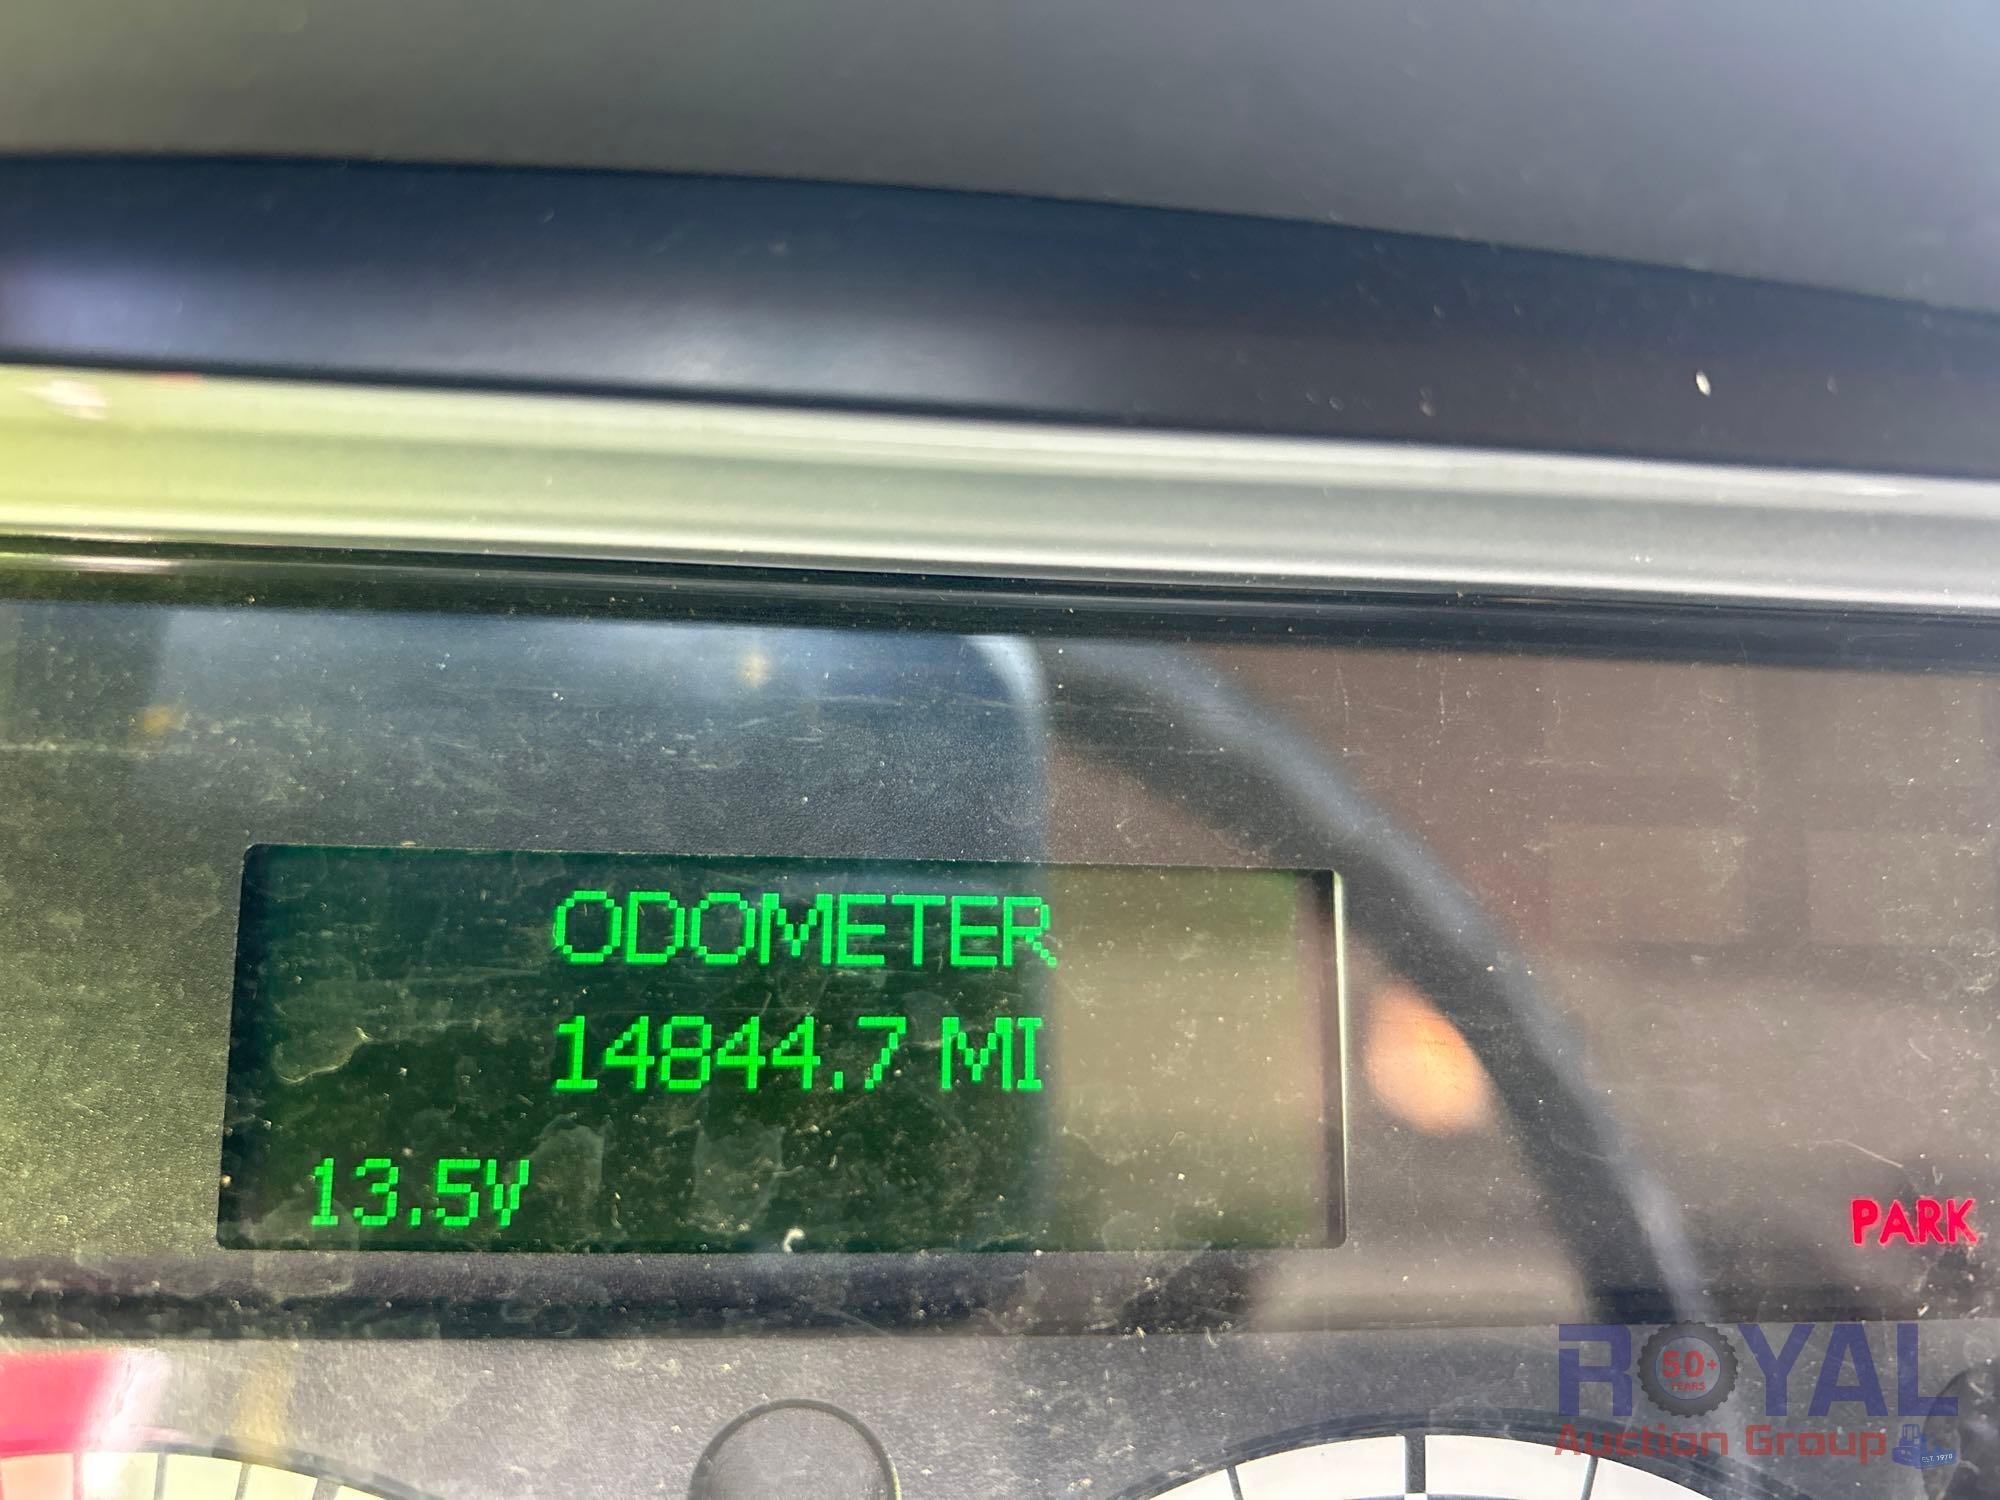 ODOMETER
14844.7 MI
13.5V
PARK
ROYAL
50+
YEARS
Auction Group
EST. 1970